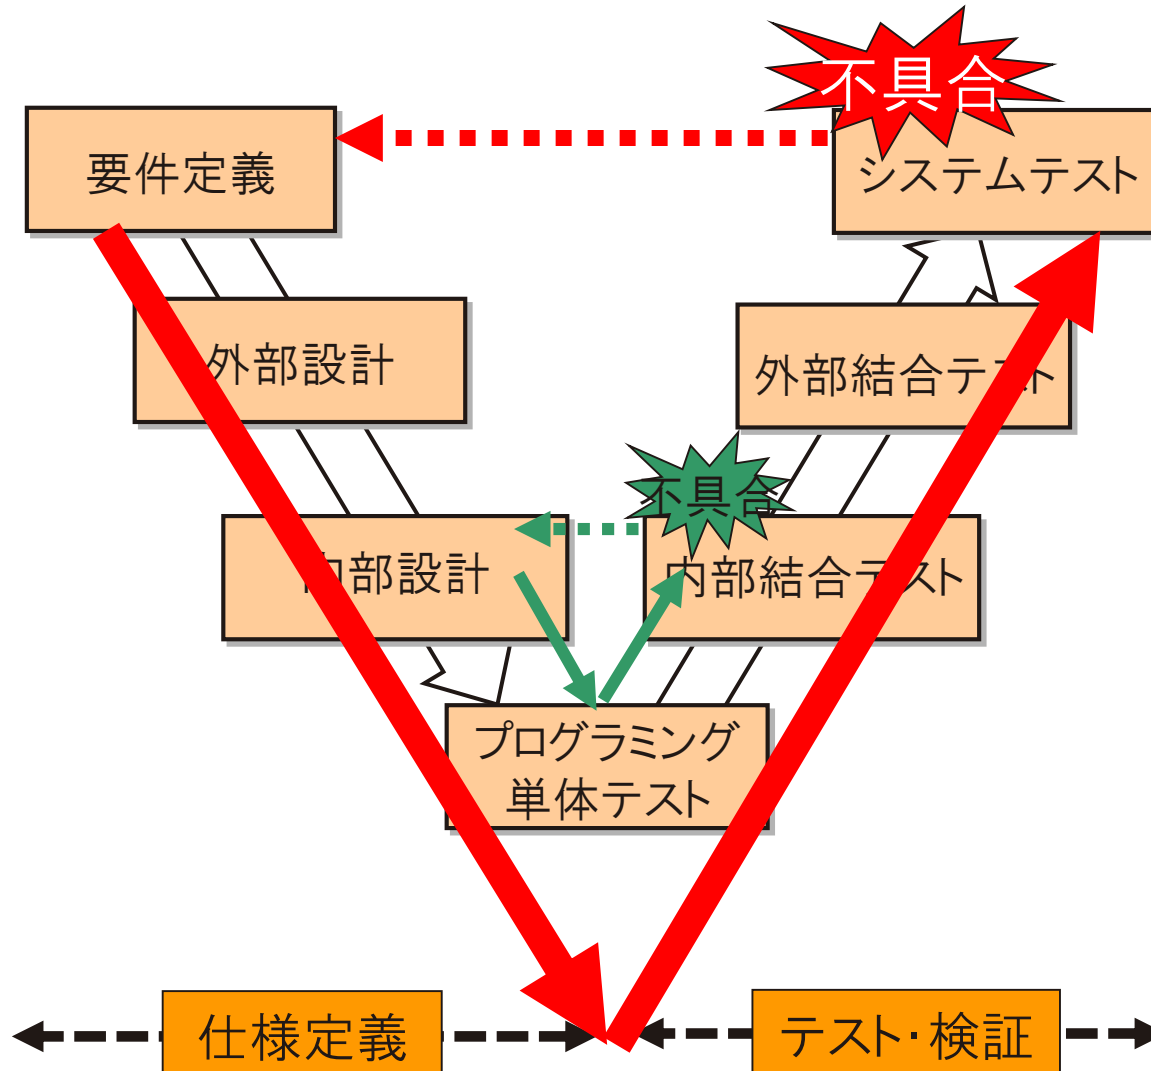 不具合
要件定義
システムテスト
外部設計
外部結合テスト
不具合
内部設計
内部結合テスト
プログラミング
単体テスト
仕様定義
テスト・検証